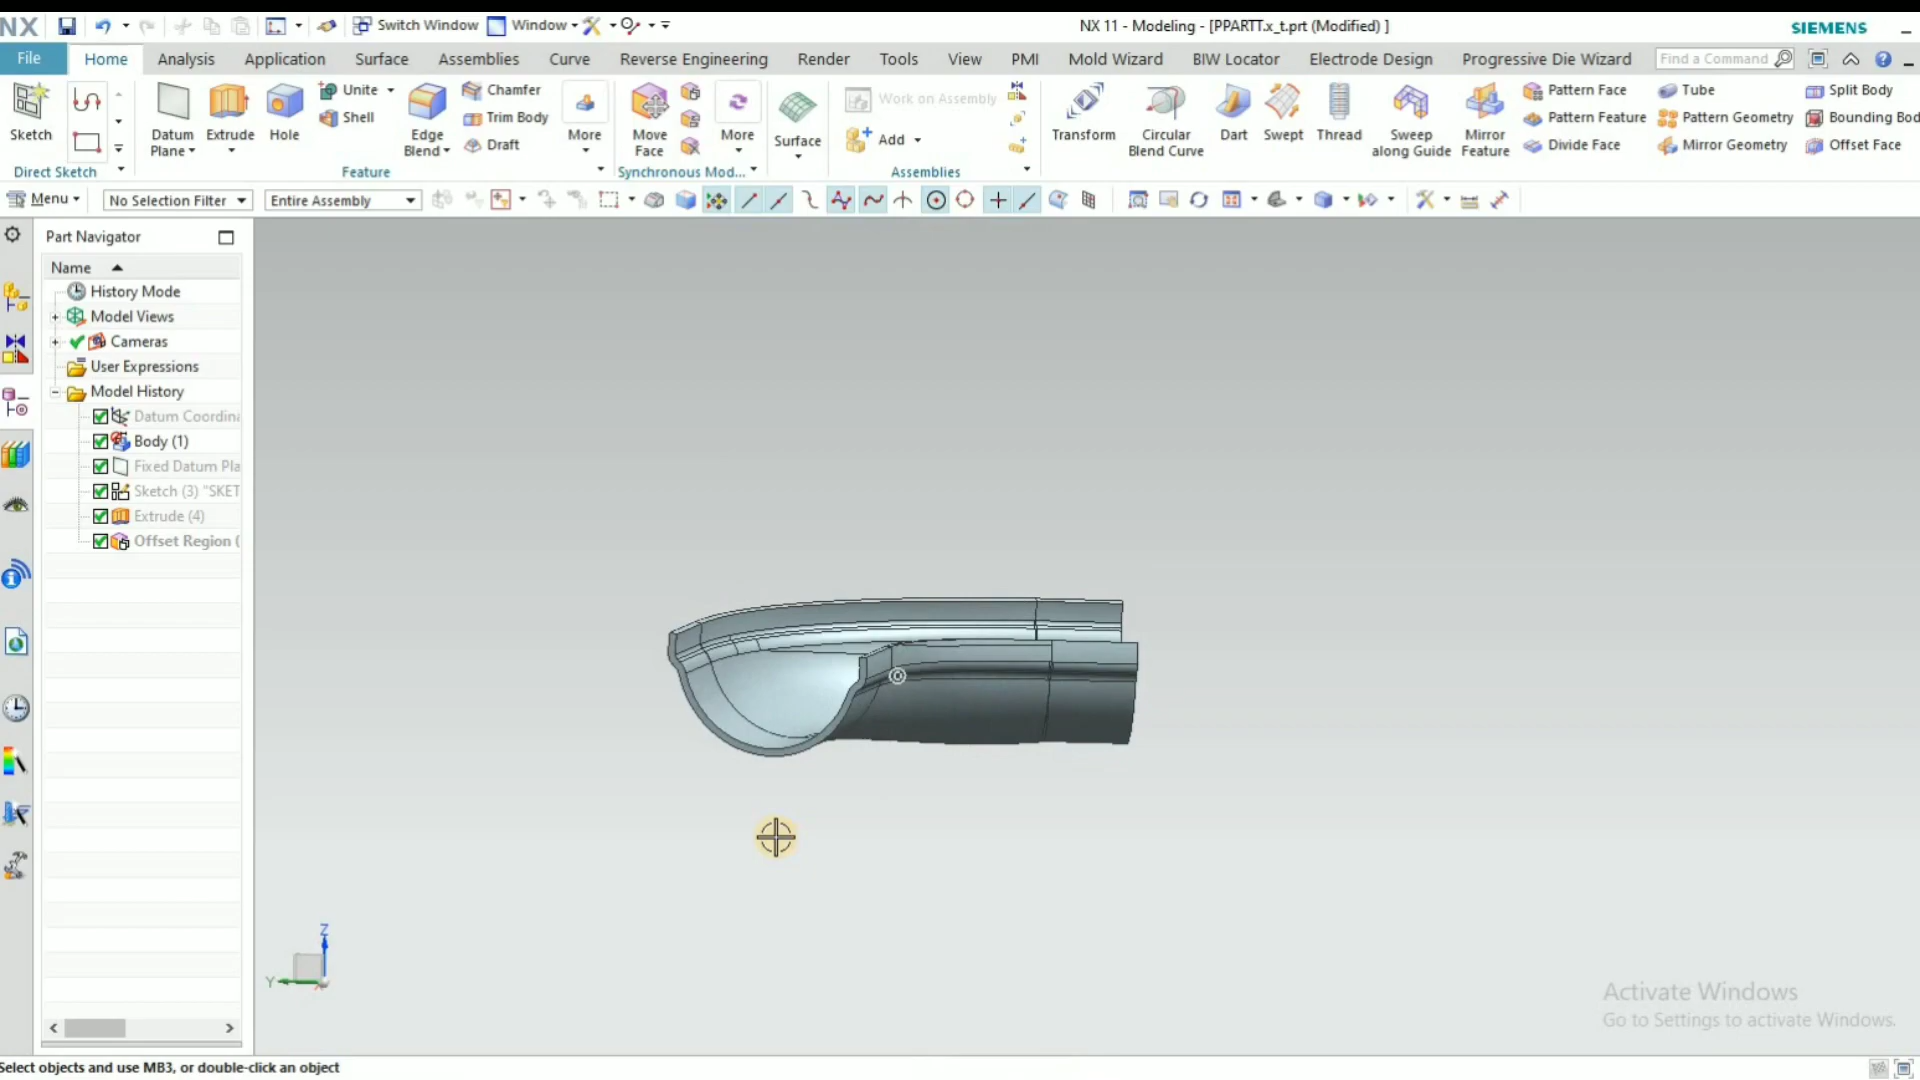 NX Switch Window Window NX 11 - Modeling - [PPARTT.x_t.prt (Modified) ] SIEMENS
File Home Analysis Application Surface Assemblies Curve Reverse Engineering Render Tools View PMI Mold Wizard BIW Locator Electrode Design Progressive Die Wizard Find a Command
Sketch
Datum Plane
Extrude
Hole
Unite
Shell
Edge Blend
Chamfer
Trim Body
Draft
More
Move Face
More
Surface
Work on Assembly
Add
Transform
Circular Blend Curve
Dart
Swept
Thread
Sweep along Guide
Mirror Feature
Pattern Face
Pattern Feature
Divide Face
Tube
Pattern Geometry
Mirror Geometry
Split Body
Bounding Bod
Offset Face
Direct Sketch Feature Synchronous Mod... Assemblies
Menu No Selection Filter Entire Assembly
Part Navigator
Name
History Mode
Model Views
Cameras
User Expressions
Model History
Datum Coordina
Body (1)
Fixed Datum Pla
Sketch (3) "SKET
Extrude (4)
Offset Region (
Z
Y
Activate Windows
Go to Settings to activate Windows.
Select objects and use MB3, or double-click an object